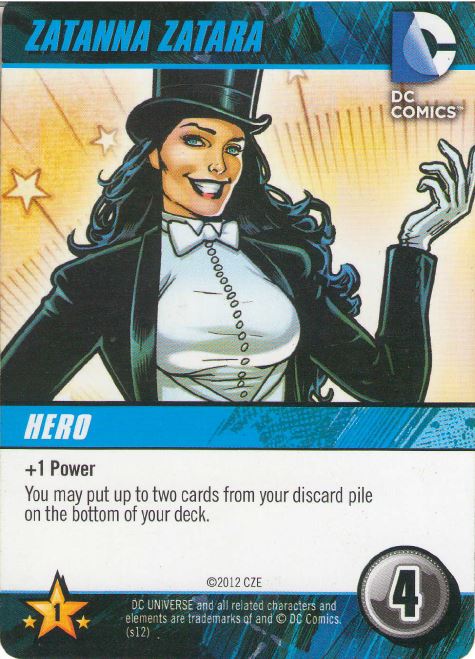 ZATANNA ZATARA
DC
DC
COMICS™
HERO
+1 Power
You may put up to two cards from your discard pile
on the bottom of your deck.
©2012 CZE
1
DC UNIVERSE and all related characters and
elements are trademarks of and © DC Comics.
(s12)
4